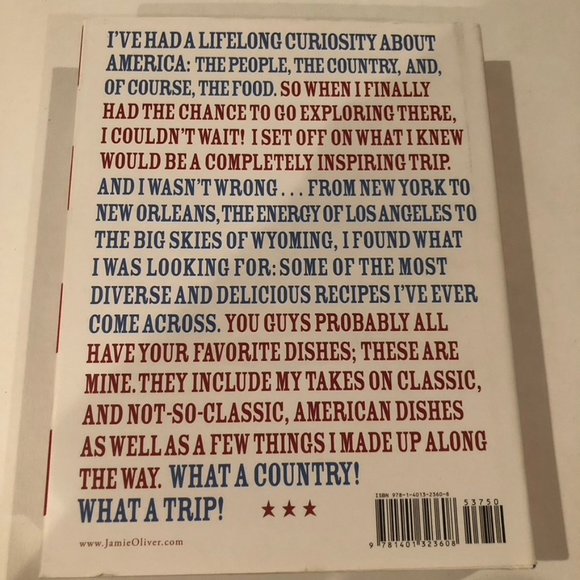 I'VE HAD A LIFELONG CURIOSITY ABOUT
AMERICA: THE PEOPLE, THE COUNTRY, AND,
OF COURSE, THE FOOD. SO WHEN I FINALLY
HAD THE CHANCE TO GO EXPLORING THERE,
I COULDN'T WAIT! I SET OFF ON WHAT I KNEW
WOULD BE A COMPLETELY INSPIRING TRIP.
AND I WASN'T WRONG . . . FROM NEW YORK TO
NEW ORLEANS, THE ENERGY OF LOS ANGELES TO
THE BIG SKIES OF WYOMING, I FOUND WHAT
I WAS LOOKING FOR: SOME OF THE MOST
DIVERSE AND DELICIOUS RECIPES I'VE EVER
COME ACROSS. YOU GUYS PROBABLY ALL
HAVE YOUR FAVORITE DISHES; THESE ARE
MINE. THEY INCLUDE MY TAKES ON CLASSIC,
AND NOT-SO-CLASSIC, AMERICAN DISHES
AS WELL AS A FEW THINGS I MADE UP ALONG
THE WAY. WHAT A COUNTRY!
WHAT A TRIP! ★ ★ ★
www.JamieOliver.com
ISBN 978-1-4013-2360-8
53750
9 781401 323608